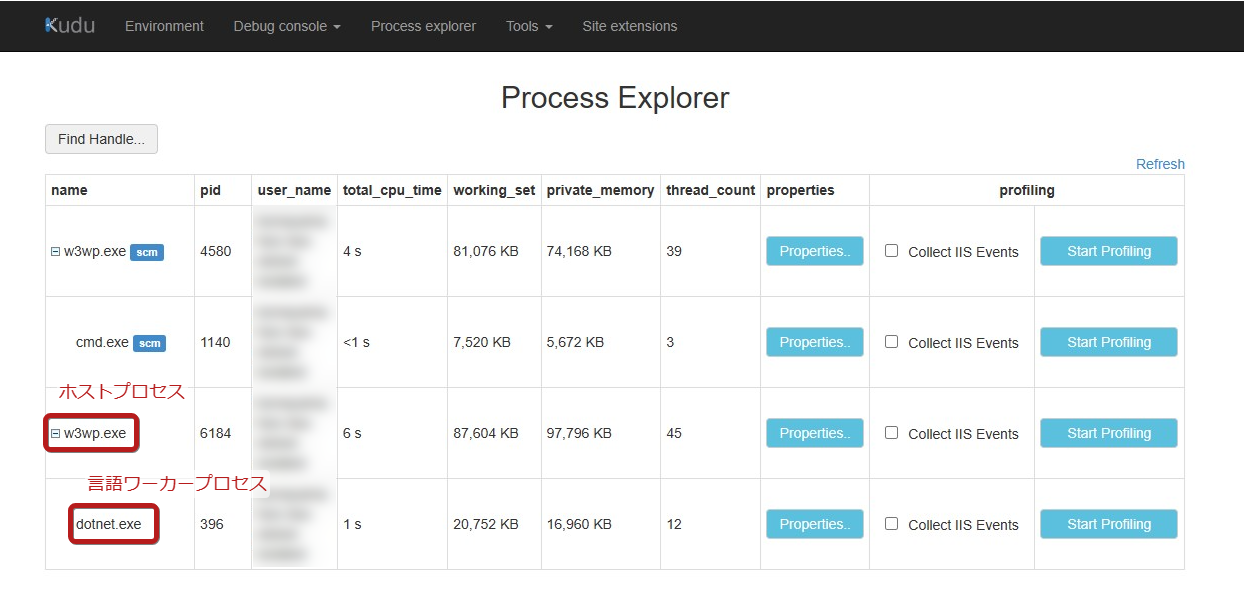 Kudu Environment Debug console Process explorer Tools Site extensions
Process Explorer
Find Handle...
Refresh
name pid user_name total_cpu_time working_set private_memory thread_count properties profiling
w3wp.exe scm 4580 4 s 81,076 KB 74,168 KB 39 Properties.. Collect IIS Events Start Profiling
cmd.exe scm 1140 <1 s 7,520 KB 5,672 KB 3 Properties.. Collect IIS Events Start Profiling
ホストプロセス
w3wp.exe 6184 6 s 87,604 KB 97,796 KB 45 Properties.. Collect IIS Events Start Profiling
言語ワーカープロセス
dotnet.exe 396 1 s 20,752 KB 16,960 KB 12 Properties.. Collect IIS Events Start Profiling